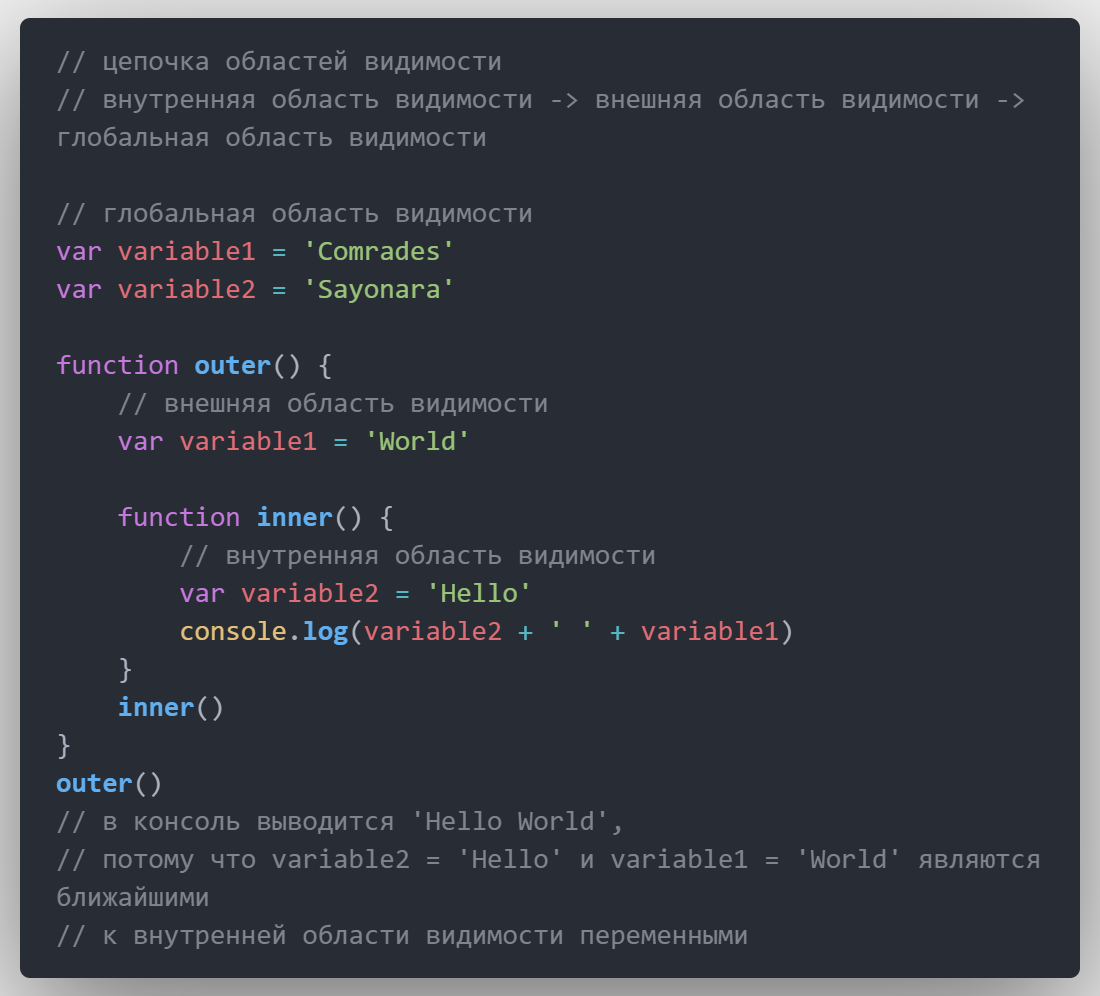 // цепочка областей видимости
// внутренняя область видимости -> внешняя область видимости ->
глобальная область видимости
// глобальная область видимости
var variable1 = 'Comrades'
var variable2 = 'Sayonara'
function outer() {
    // внешняя область видимости
    var variable1 = 'World'
    function inner() {
        // внутренняя область видимости
        var variable2 = 'Hello'
        console.log(variable2 + ' ' + variable1)
    }
    inner()
}
outer()
// в консоль выводится 'Hello World',
// потому что variable2 = 'Hello' и variable1 = 'World' являются
ближайшими
// к внутренней области видимости переменными